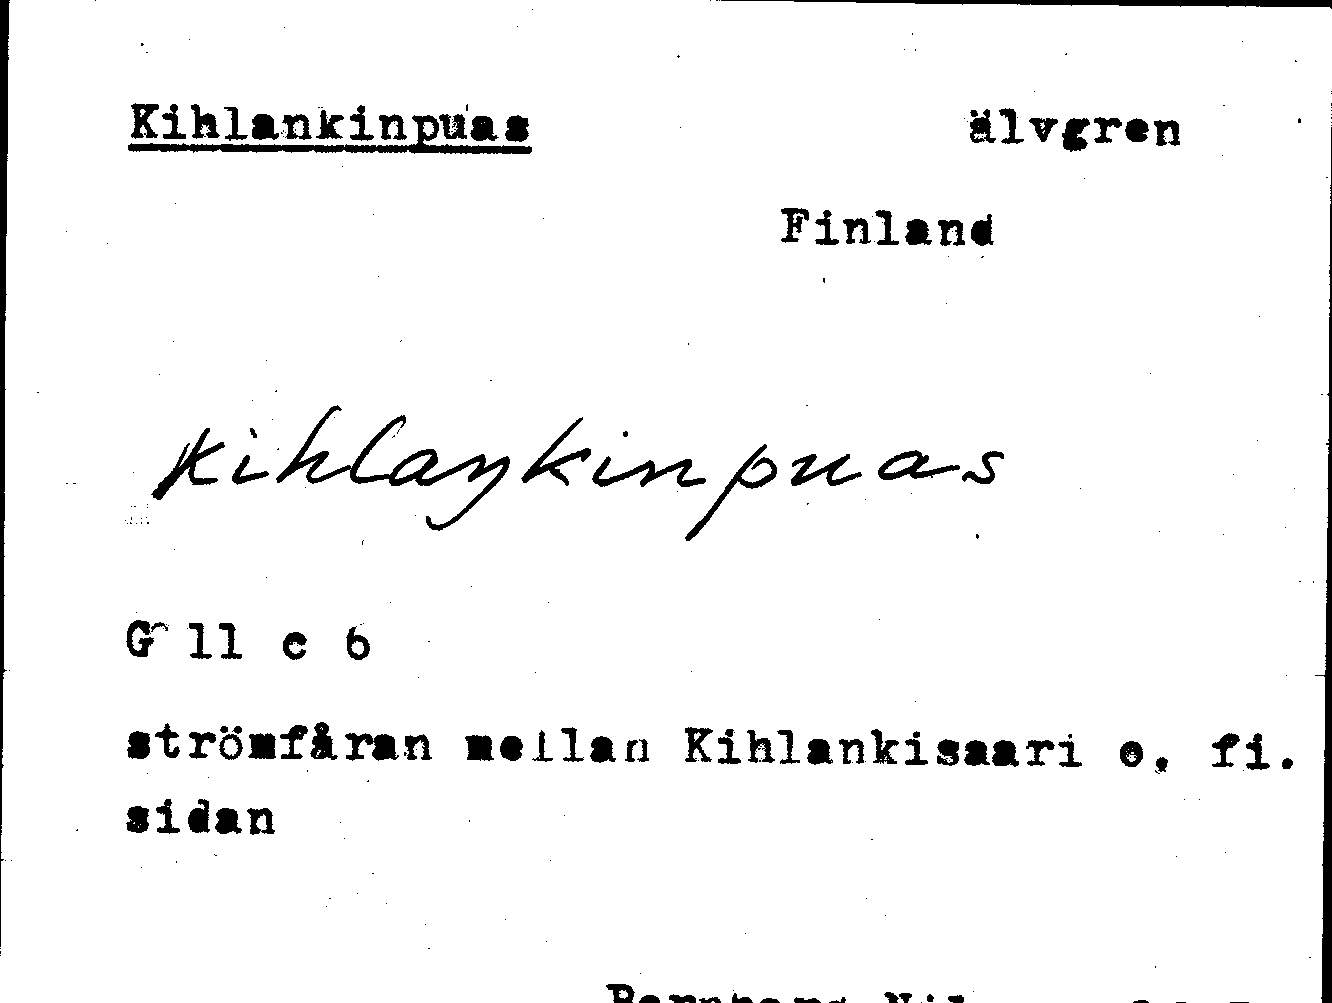 Kihlankinpuas älvgren
Finland
kihlaŋkinpuas
G 11 c 6
strömfåran mellan Kihlankisaari o. fi.
sidan